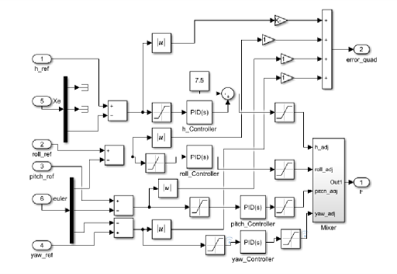 1
h_ref
5
Xe
2
roll_ref
3
pitch_ref
6
euler
4
yaw_ref
|u|
7.5
PID(s)
h_Controller
|u|
PID(s)
roll_Controller
|u|
PID(s)
pitch_Controller
|u|
PID(s)
yaw_Controller
2
error_quad
h_adj
roll_adj
pitch_adj
yaw_adj
Out1
Mixer
1